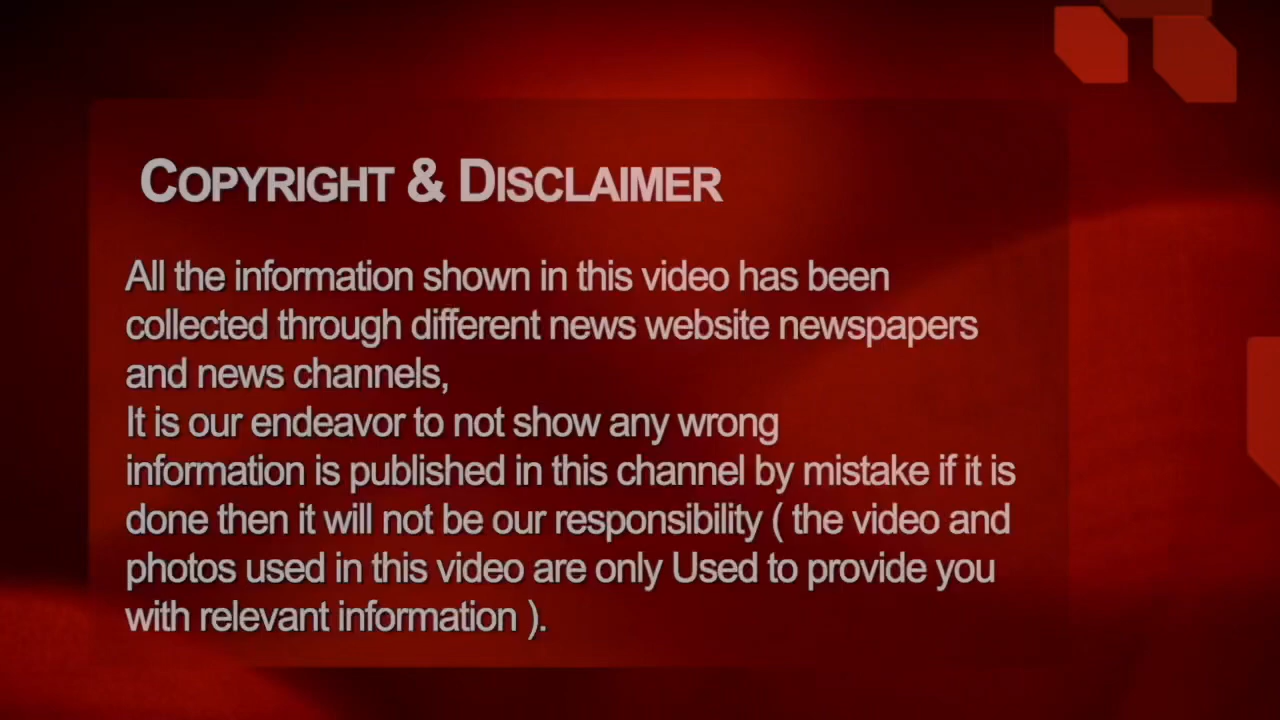 COPYRIGHT & DISCLAIMER
All the information shown in this video has been
collected through different news website newspapers
and news channels,
It is our endeavor to not show any wrong
information is published in this channel by mistake if it is
done then it will not be our responsibility ( the video and
photos used in this video are only Used to provide you
with relevant information ).